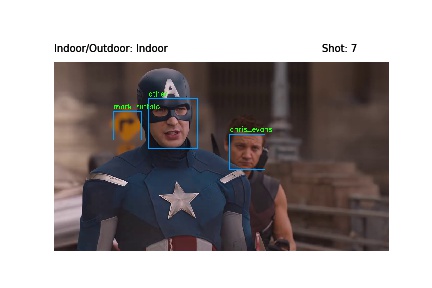 Indoor/Outdoor: Indoor
Shot: 7
other
mark_ruffalo
chris_evans
A